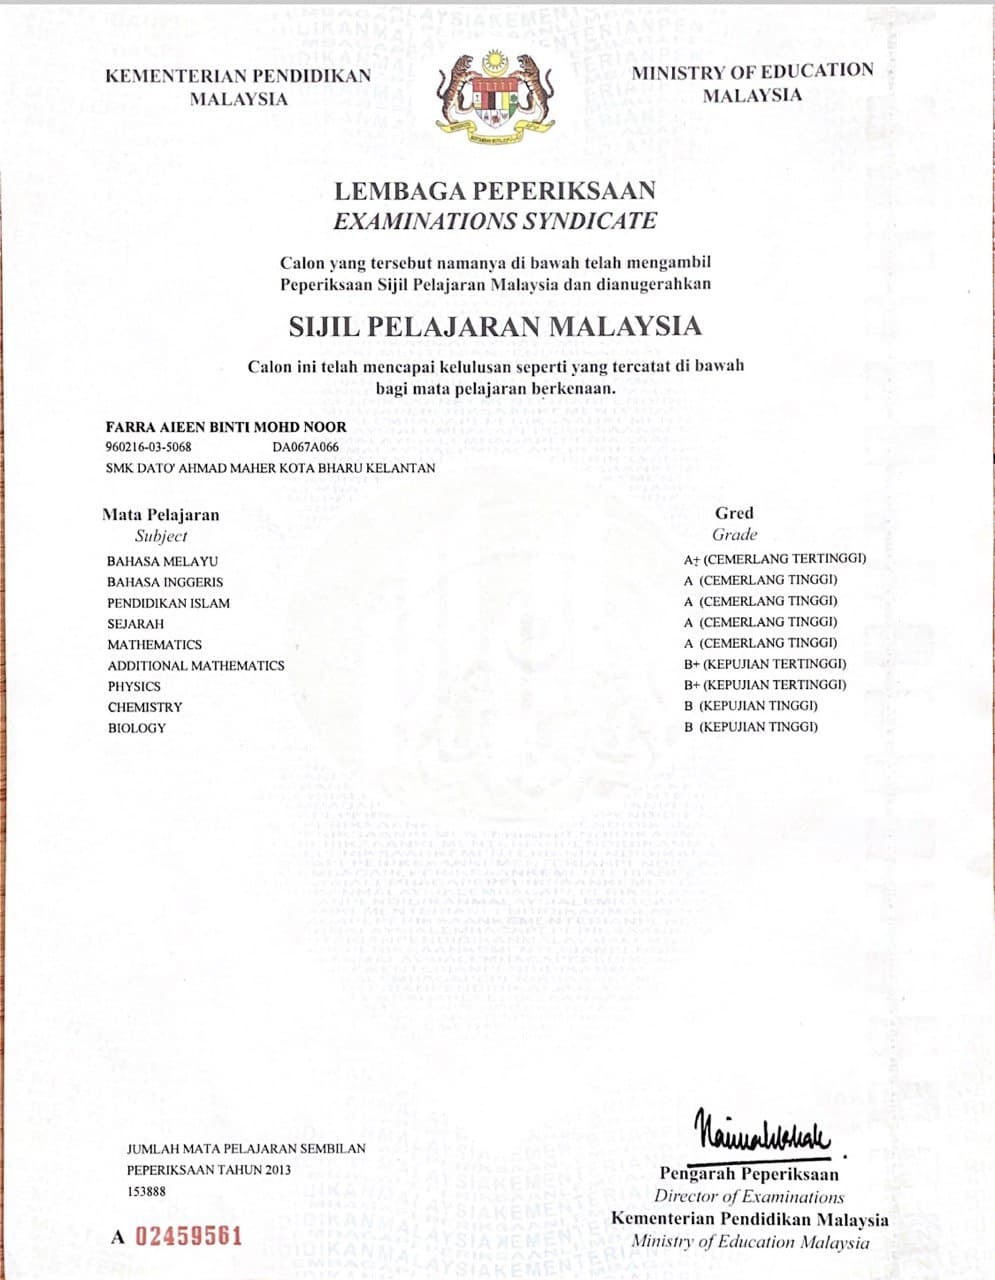 KEMENTERIAN PENDIDIKAN
MALAYSIA
MINISTRY OF EDUCATION
MALAYSIA
LEMBAGA PEPERIKSAAN
EXAMINATIONS SYNDICATE
Calon yang tersebut namanya di bawah telah mengambil
Peperiksaan Sijil Pelajaran Malaysia dan dianugerahkan
SIJIL PELAJARAN MALAYSIA
Calon ini telah mencapai kelulusan seperti yang tercatat di bawah
bagi mata pelajaran berkenaan.
FARRA AIEEN BINTI MOHD NOOR
960216-03-5068 DA067A066
SMK DATO' AHMAD MAHER KOTA BHARU KELANTAN
Mata Pelajaran Gred
Subject Grade
BAHASA MELAYU A+ (CEMERLANG TERTINGGI)
BAHASA INGGERIS A (CEMERLANG TINGGI)
PENDIDIKAN ISLAM A (CEMERLANG TINGGI)
SEJARAH A (CEMERLANG TINGGI)
MATHEMATICS A (CEMERLANG TINGGI)
ADDITIONAL MATHEMATICS B+ (KEPUJIAN TERTINGGI)
PHYSICS B+ (KEPUJIAN TERTINGGI)
CHEMISTRY B (KEPUJIAN TINGGI)
BIOLOGY B (KEPUJIAN TINGGI)
JUMLAH MATA PELAJARAN SEMBILAN
PEPERIKSAAN TAHUN 2013
153888
A 02459561
Pengarah Peperiksaan
Director of Examinations
Kementerian Pendidikan Malaysia
Ministry of Education Malaysia